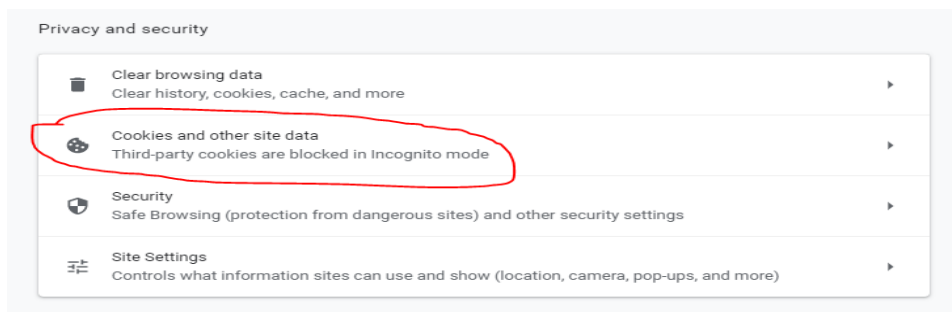 Privacy and security
Clear browsing data
Clear history, cookies, cache, and more
Cookies and other site data
Third-party cookies are blocked in Incognito mode
Security
Safe Browsing (protection from dangerous sites) and other security settings
Site Settings
Controls what information sites can use and show (location, camera, pop-ups, and more)